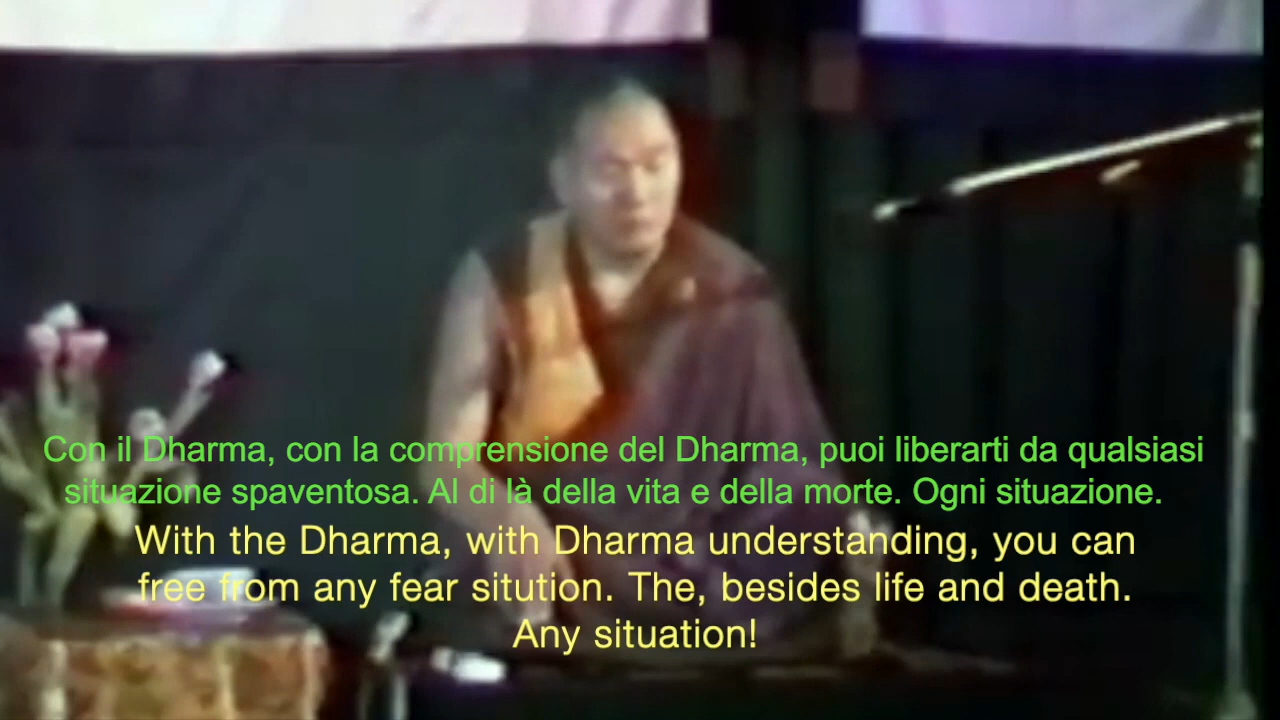 Con il Dharma, con la comprensione del Dharma, puoi liberarti da qualsiasi
situazione spaventosa. Al di là della vita e della morte. Ogni situazione.
With the Dharma, with Dharma understanding, you can
free from any fear sitution. The, besides life and death.
Any situation!